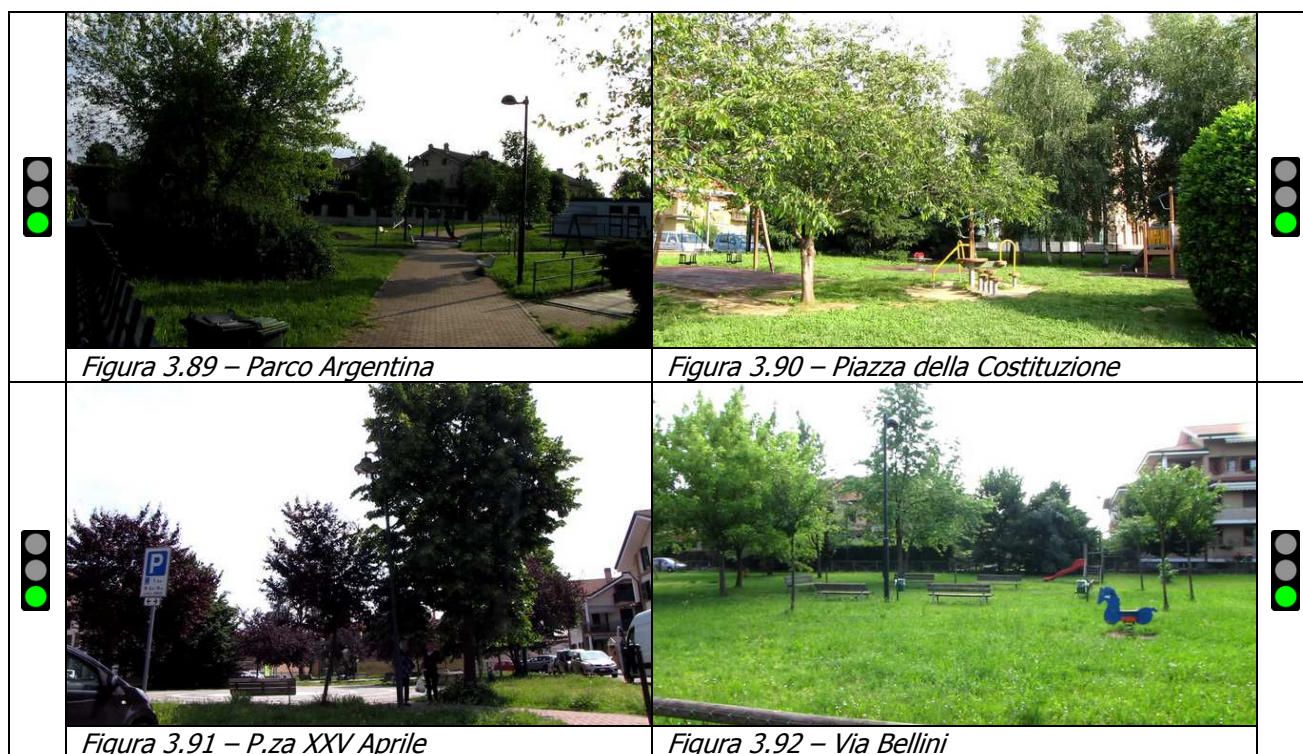 Figura 3.89 – Parco Argentina
Figura 3.90 – Piazza della Costituzione
P
Figura 3.91 – P.za XXV Aprile
Figura 3.92 – Via Bellini